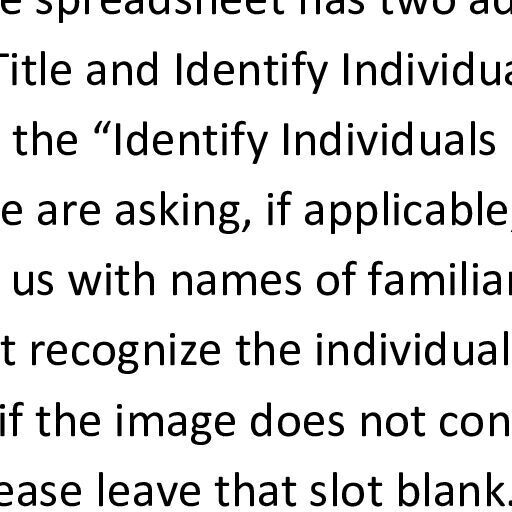 e spreadsheet has two ad
Title and Identify Individua
the “Identify Individuals
e are asking, if applicable,
us with names of familiar
t recognize the individual
if the image does not con
ease leave that slot blank.